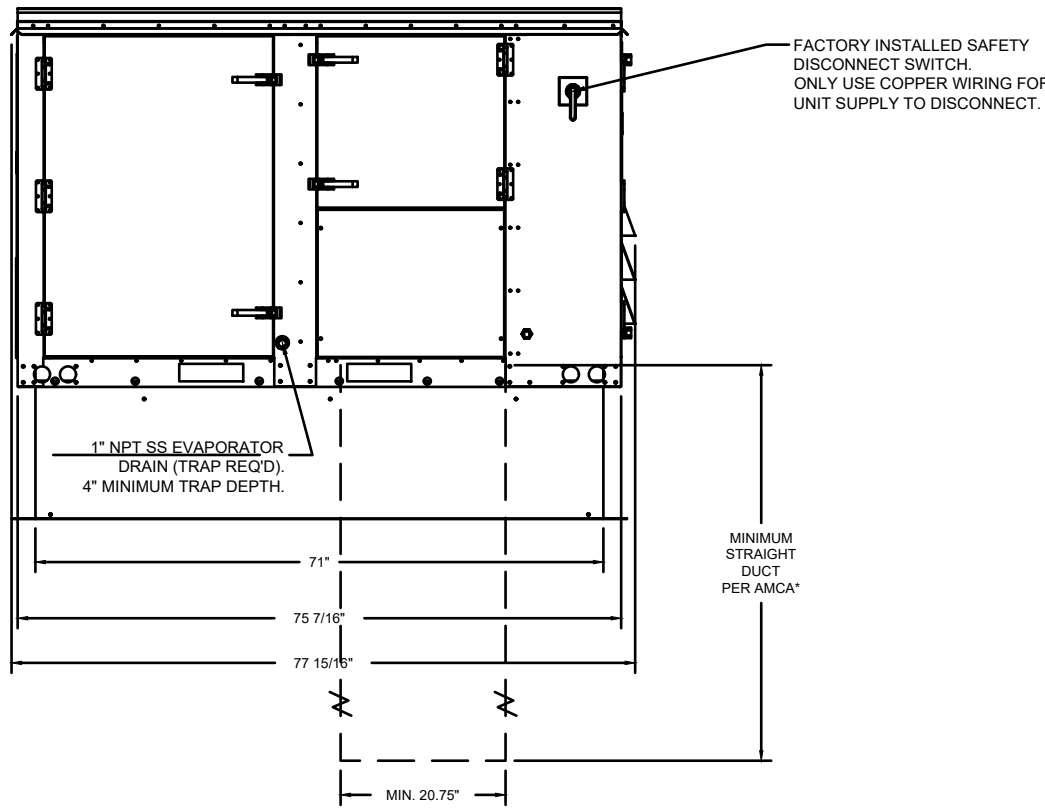 FACTORY INSTALLED SAFETY
DISCONNECT SWITCH.
ONLY USE COPPER WIRING FOR
UNIT SUPPLY TO DISCONNECT.
1" NPT SS EVAPORATOR
DRAIN (TRAP REQ'D).
4" MINIMUM TRAP DEPTH.
MINIMUM
STRAIGHT
DUCT
PER AMCA*
71"
75 7/16"
77 15/16"
MIN. 20.75"